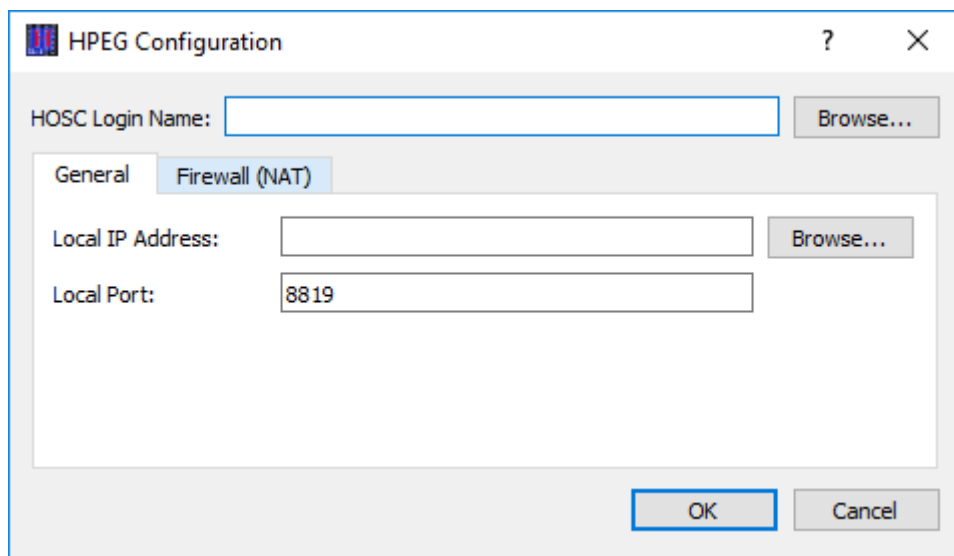 HPEG Configuration ?
HOSC Login Name: Browse...
General Firewall (NAT)
Local IP Address: Browse...
Local Port: 8819
OK Cancel